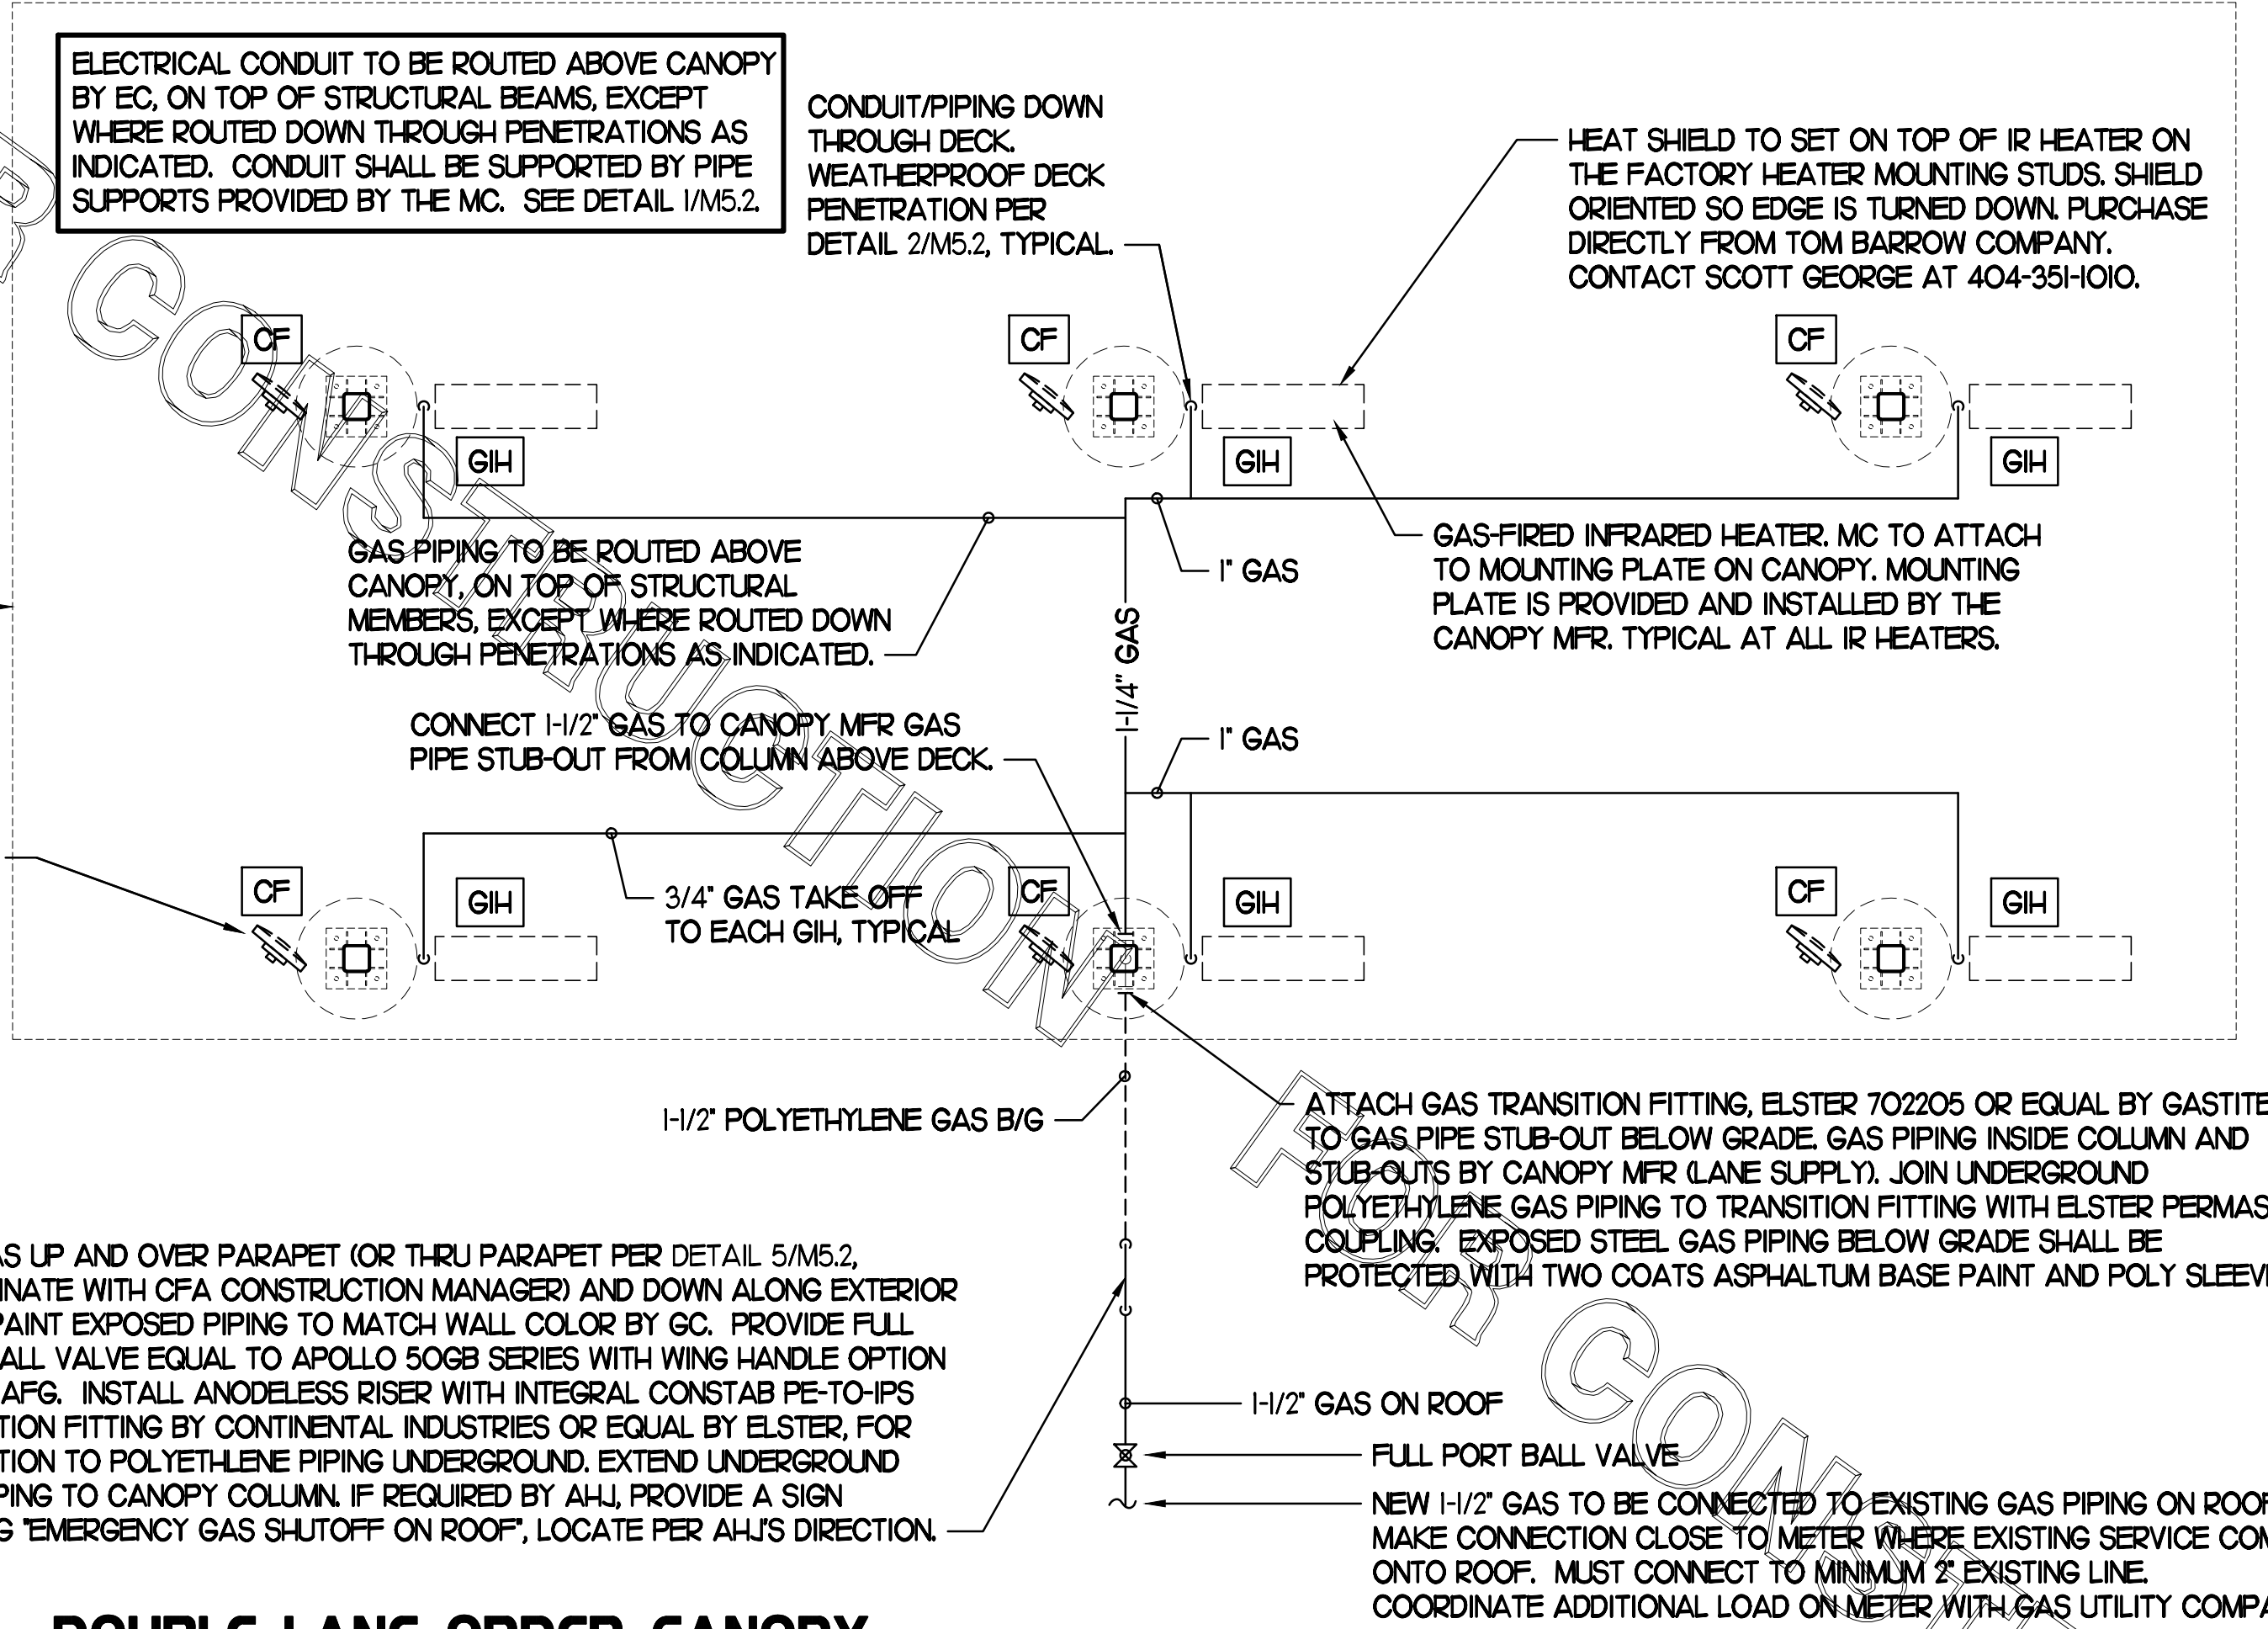 ELECTRICAL CONDUIT TO BE ROUTED ABOVE CANOPY
BY EC, ON TOP OF STRUCTURAL BEAMS, EXCEPT
WHERE ROUTED DOWN THROUGH PENETRATIONS AS
INDICATED. CONDUIT SHALL BE SUPPORTED BY PIPE
SUPPORTS PROVIDED BY THE MC. SEE DETAIL 1/M5.2.
CONDUIT/PIPING DOWN
THROUGH DECK.
WEATHERPROOF DECK
PENETRATION PER
DETAIL 2/M5.2, TYPICAL.
HEAT SHIELD TO SET ON TOP OF IR HEATER ON
THE FACTORY HEATER MOUNTING STUDS. SHIELD
ORIENTED SO EDGE IS TURNED DOWN. PURCHASE
DIRECTLY FROM TOM BARROW COMPANY.
CONTACT SCOTT GEORGE AT 404-351-1010.
CF
CF
CF
GIH
GIH
GIH
GAS PIPING TO BE ROUTED ABOVE
CANOPY, ON TOP OF STRUCTURAL
MEMBERS, EXCEPT WHERE ROUTED DOWN
THROUGH PENETRATIONS AS INDICATED.
1" GAS
GAS-FIRED INFRARED HEATER. MC TO ATTACH
TO MOUNTING PLATE ON CANOPY. MOUNTING
PLATE IS PROVIDED AND INSTALLED BY THE
CANOPY MFR. TYPICAL AT ALL IR HEATERS.
1-1/4" GAS
CONNECT 1-1/2" GAS TO CANOPY MFR GAS
PIPE STUB-OUT FROM COLUMN ABOVE DECK.
1" GAS
CF
GIH
3/4" GAS TAKE OFF
TO EACH GIH, TYPICAL
CF
GIH
CF
GIH
1-1/2" POLYETHYLENE GAS B/G
ATTACH GAS TRANSITION FITTING, ELSTER 702205 OR EQUAL BY GASTITE
TO GAS PIPE STUB-OUT BELOW GRADE. GAS PIPING INSIDE COLUMN AND
STUB-OUTS BY CANOPY MFR (LANE SUPPLY). JOIN UNDERGROUND
POLYETHYLENE GAS PIPING TO TRANSITION FITTING WITH ELSTER PERMAS
COUPLING. EXPOSED STEEL GAS PIPING BELOW GRADE SHALL BE
PROTECTED WITH TWO COATS ASPHALTUM BASE PAINT AND POLY SLEEV
AS UP AND OVER PARAPET (OR THRU PARAPET PER DETAIL 5/M5.2,
INATE WITH CFA CONSTRUCTION MANAGER) AND DOWN ALONG EXTERIOR
PAINT EXPOSED PIPING TO MATCH WALL COLOR BY GC. PROVIDE FULL
ALL VALVE EQUAL TO APOLLO 50GB SERIES WITH WING HANDLE OPTION
AFG. INSTALL ANODELESS RISER WITH INTEGRAL CONSTAB PE-TO-IPS
TION FITTING BY CONTINENTAL INDUSTRIES OR EQUAL BY ELSTER, FOR
TION TO POLYETHLENE PIPING UNDERGROUND. EXTEND UNDERGROUND
PING TO CANOPY COLUMN. IF REQUIRED BY AHJ, PROVIDE A SIGN
G "EMERGENCY GAS SHUTOFF ON ROOF", LOCATE PER AHJ'S DIRECTION.
1-1/2" GAS ON ROOF
FULL PORT BALL VALVE
NEW 1-1/2" GAS TO BE CONNECTED TO EXISTING GAS PIPING ON ROOF
MAKE CONNECTION CLOSE TO METER WHERE EXISTING SERVICE COM
ONTO ROOF. MUST CONNECT TO MINIMUM 2" EXISTING LINE.
COORDINATE ADDITIONAL LOAD ON METER WITH GAS UTILITY COMPA
DOUBLE LANE ORDER CANOPY
R CONSTRUCTION
FOR CONST